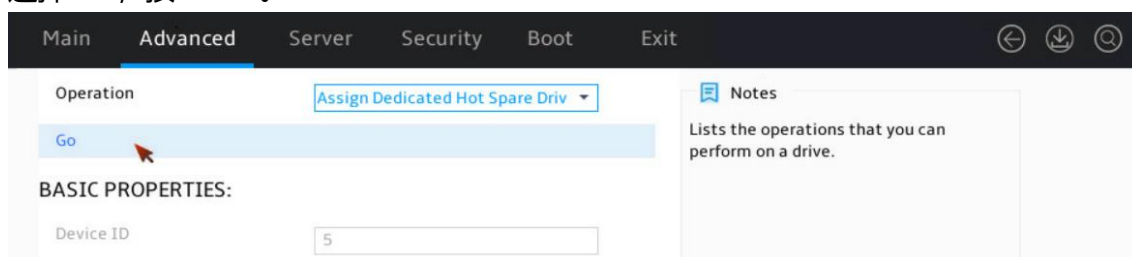 Main Advanced Server Security Boot Exit
Operation Assign Dedicated Hot Spare Driv
Notes
Go
Lists the operations that you can
perform on a drive.
BASIC PROPERTIES:
Device ID 5